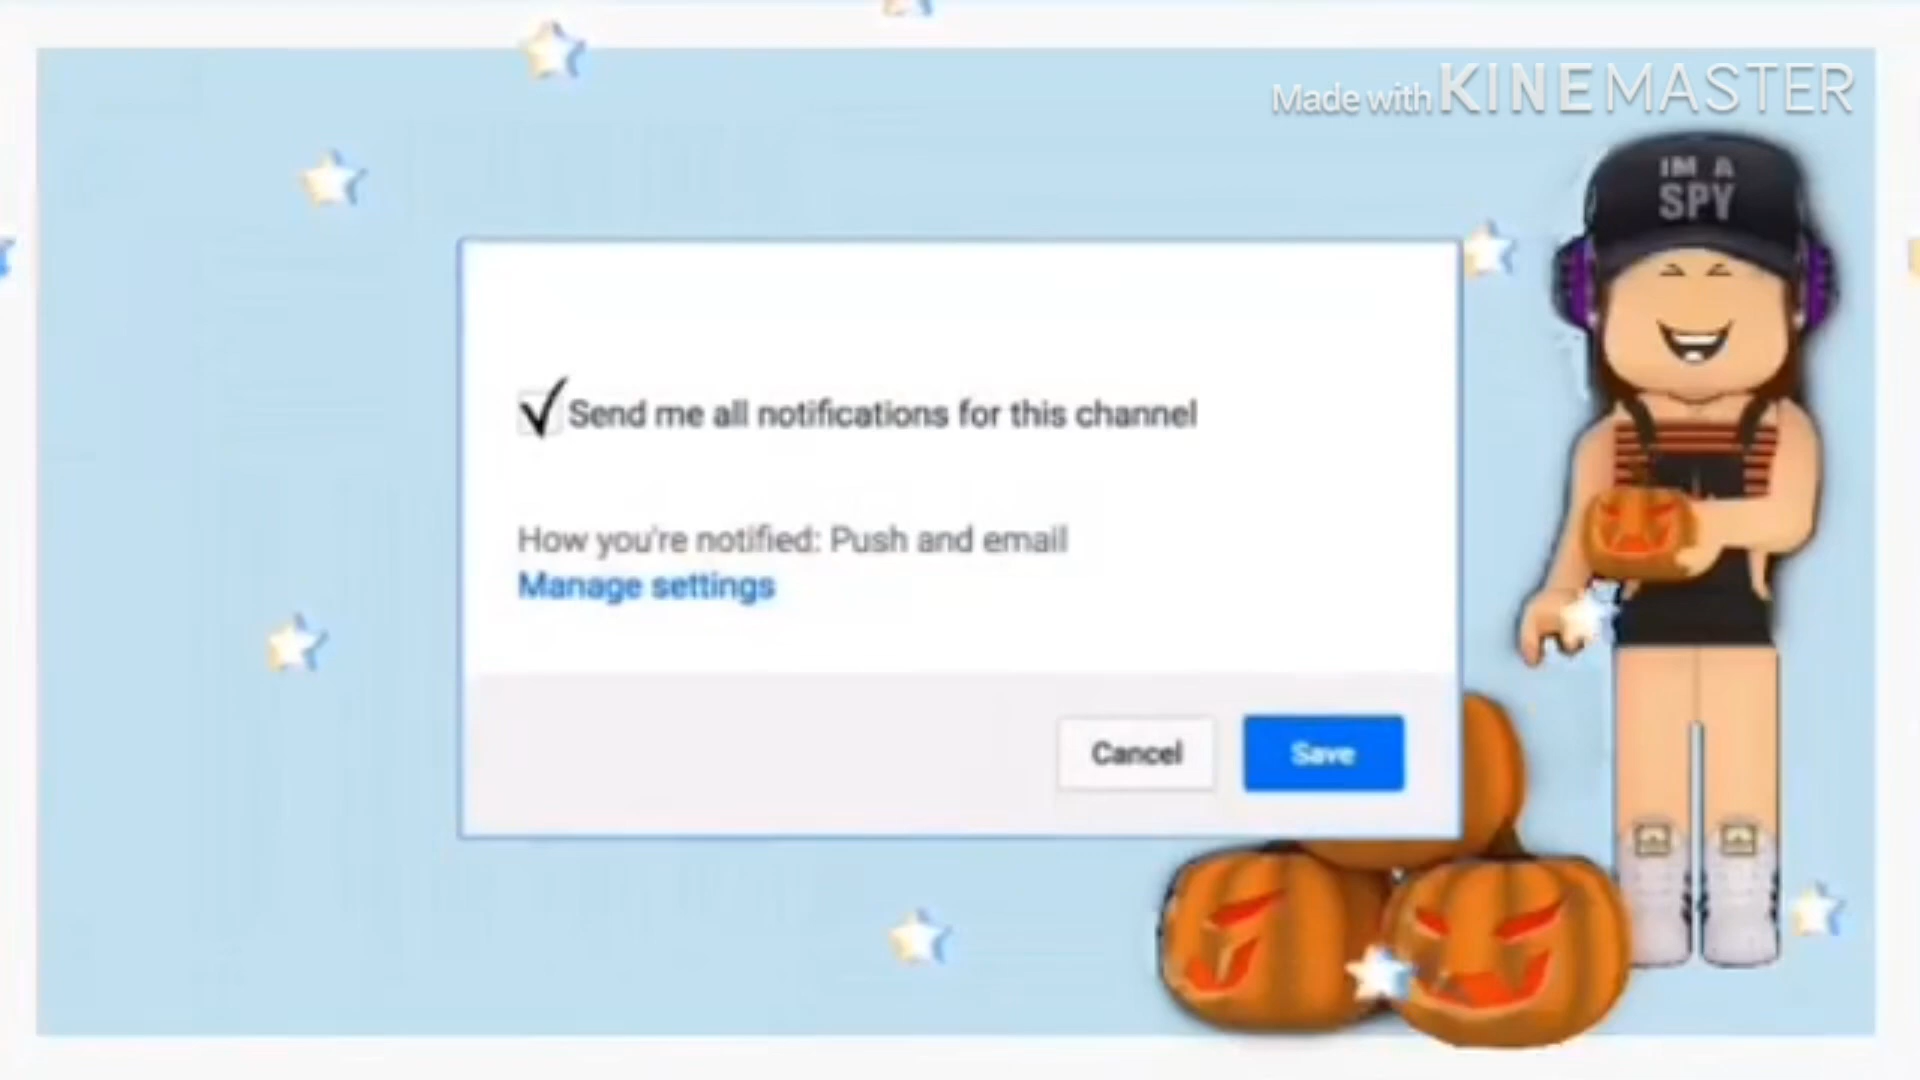 Made with KINEMASTER
IM A
SPY
Send me all notifications for this channel
How you're notified: Push and email
Manage settings
Cancel
Save